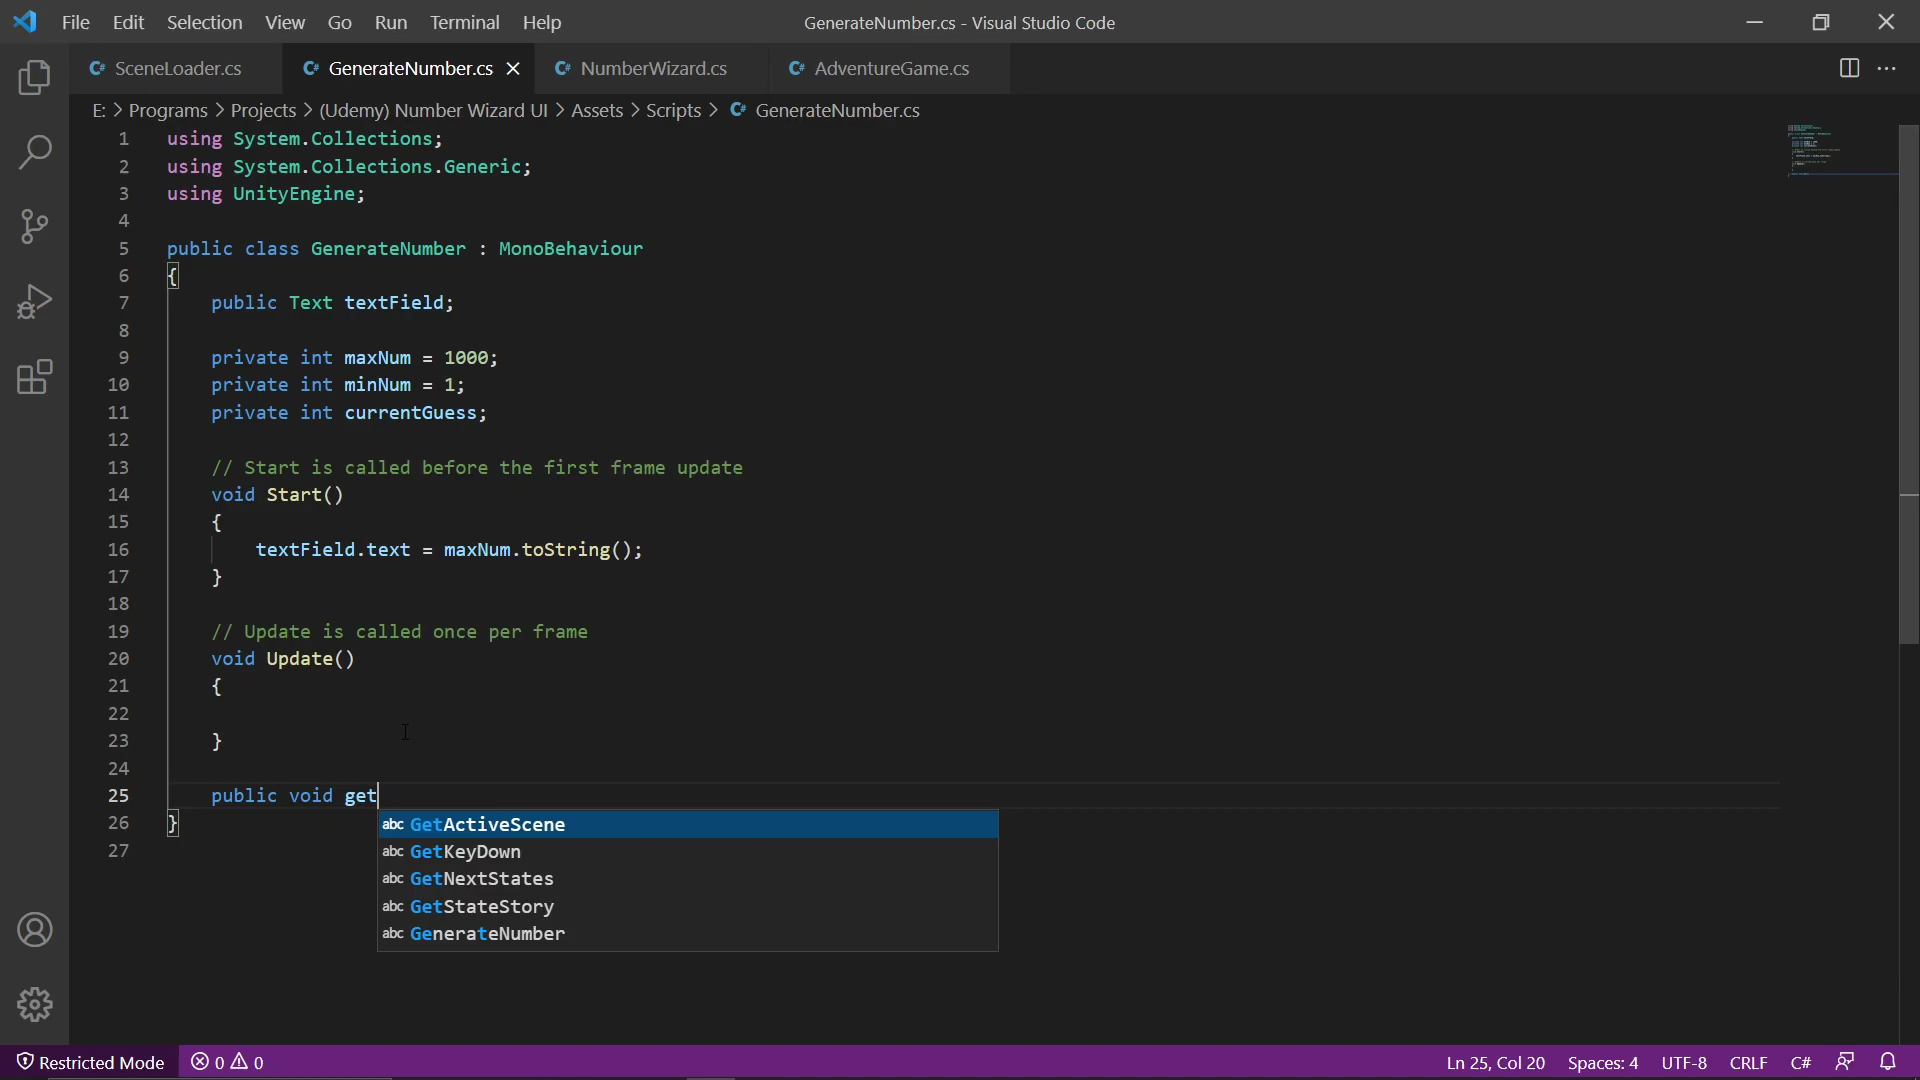 File Edit Selection View Go Run Terminal Help GenerateNumber.cs - Visual Studio Code
C# SceneLoader.cs C# GenerateNumber.cs C# NumberWizard.cs C# AdventureGame.cs
E: > Programs > Projects > (Udemy) Number Wizard UI > Assets > Scripts > C# GenerateNumber.cs
1 using System.Collections;
2 using System.Collections.Generic;
3 using UnityEngine;
4
5 public class GenerateNumber : MonoBehaviour
6 {
7 public Text textField;
8
9 private int maxNum = 1000;
10 private int minNum = 1;
11 private int currentGuess;
12
13 // Start is called before the first frame update
14 void Start()
15 {
16 textField.text = maxNum.toString();
17 }
18
19 // Update is called once per frame
20 void Update()
21 {
22
23 }
24
25 public void get
26 }
27
abc GetActiveScene
abc GetKeyDown
abc GetNextStates
abc GetStateStory
abc GenerateNumber
Restricted Mode 0 0 Ln 25, Col 20 Spaces: 4 UTF-8 CRLF C#